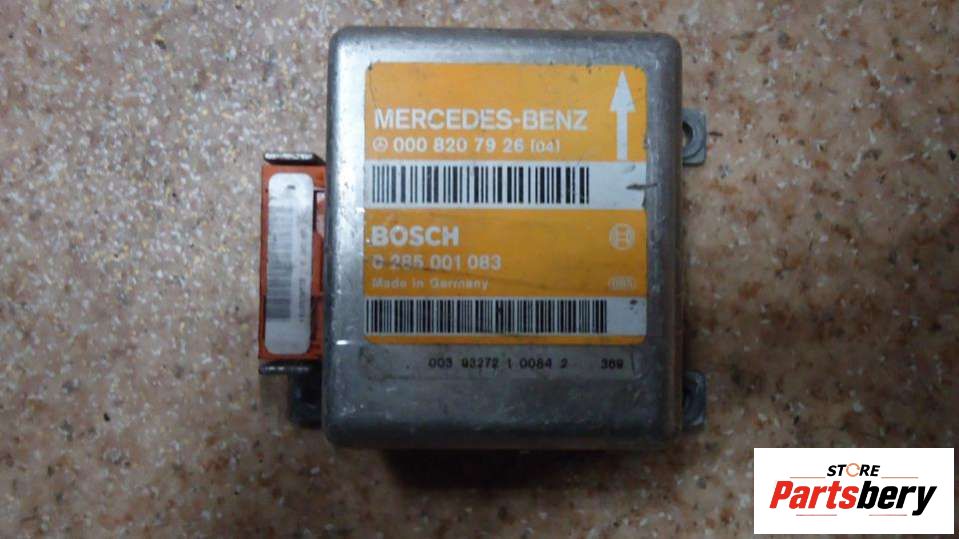 MERCEDES-BENZ
000 820 79 26 [04]
BOSCH
0 285 001 083
Made in Germany
003 93272 1 0084 2 369
STORE
Partsbery